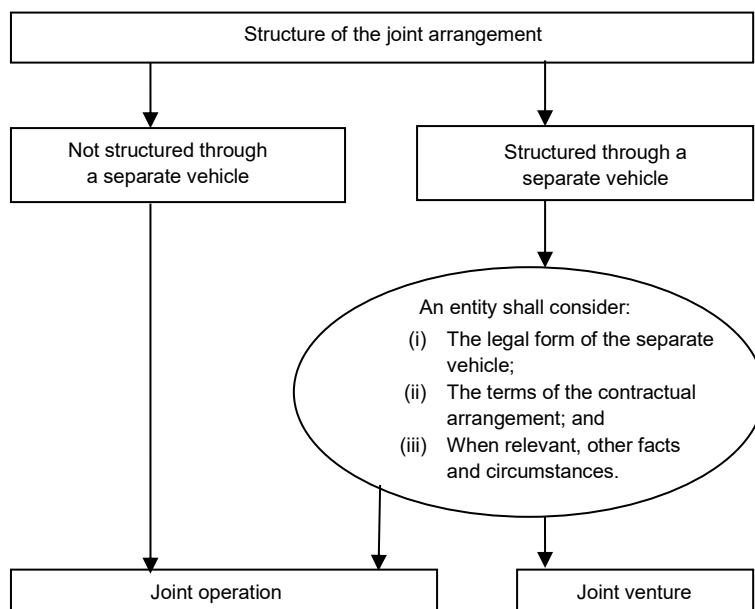 Structure of the joint arrangement
Not structured through
a separate vehicle
Structured through a
separate vehicle
An entity shall consider:
(i) The legal form of the separate
vehicle;
(ii) The terms of the contractual
arrangement; and
(iii) When relevant, other facts
and circumstances.
Joint operation
Joint venture